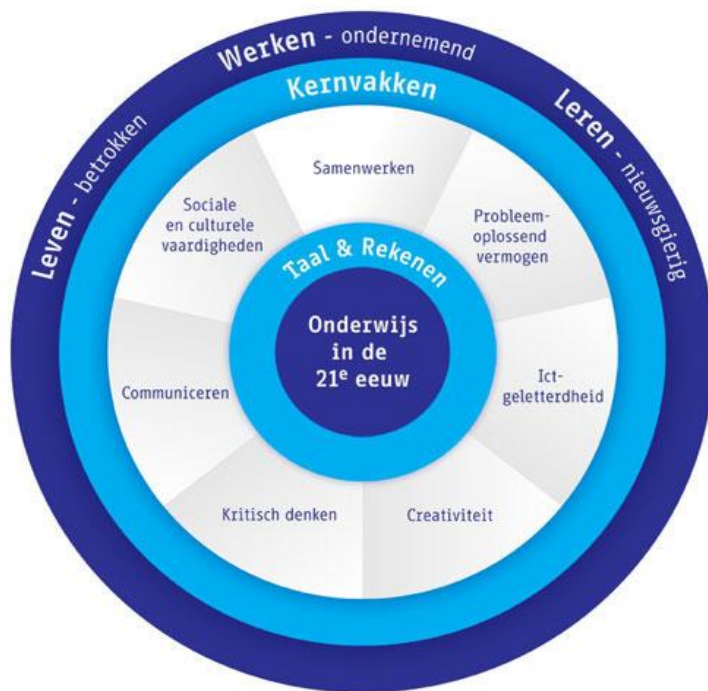 Leven - betrokken
Werken - ondernemend
Leren - nieuwsgierig
Kernvakken
Samenwerken
Probleem-
oplossend
vermogen
Ict-
geletterdheid
Creativiteit
Kritisch denken
Communiceren
Sociale
en culturele
vaardigheden
Taal & Rekenen
Onderwijs
in de
21e eeuw